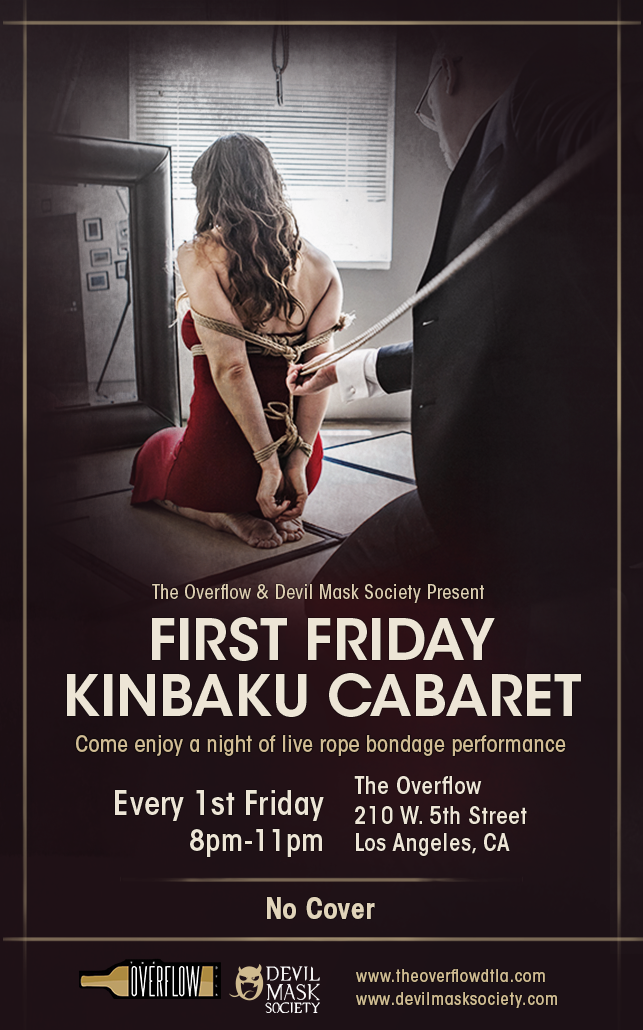 The Overflow & Devil Mask Society Present
FIRST FRIDAY
KINBAKU CABARET
Come enjoy a night of live rope bondage performance
Every 1st Friday
8pm-11pm
The Overflow
210 W. 5th Street
Los Angeles, CA
No Cover
OVERFLOW
DEVIL
MASK
SOCIETY
www.theoverflowdtla.com
www.devilmasksociety.com